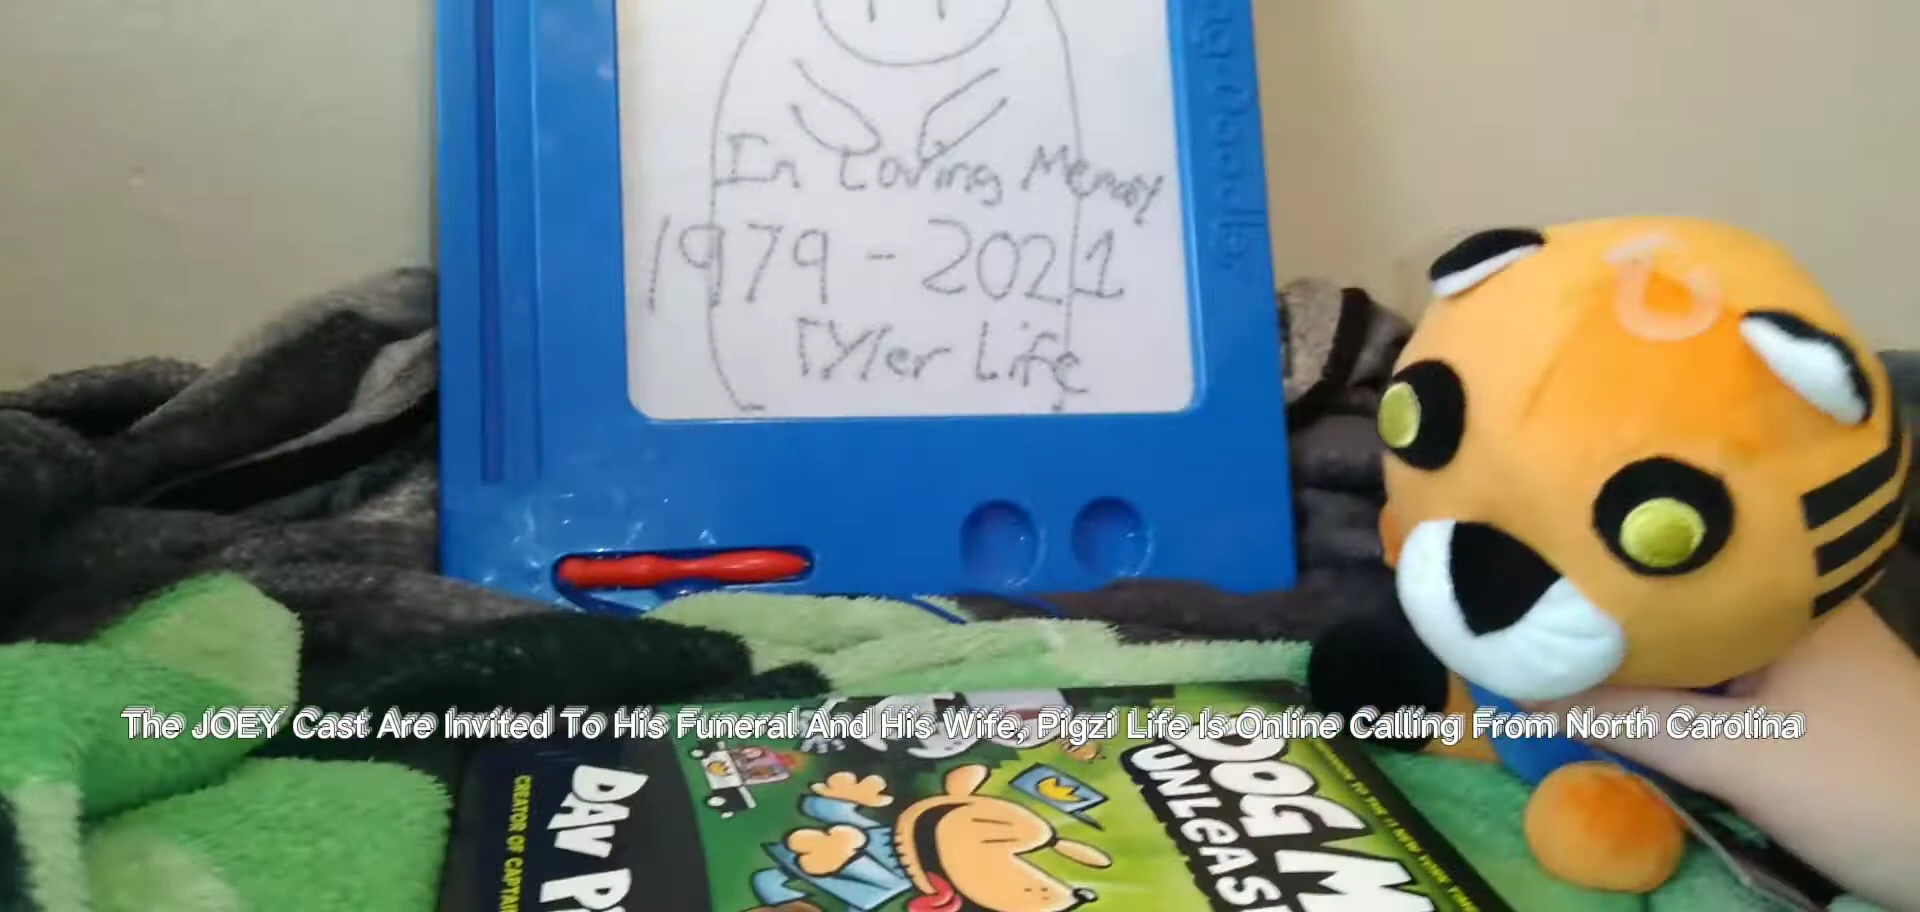 In Loving Memory
1979 - 2021
Tyler Life
The JOEY Cast Are Invited To His Funeral And His Wife, Pigzi Life Is Online Calling From North Carolina
DOG M
UNLEAS
DAV P
CREATOR OF CAPTAIN